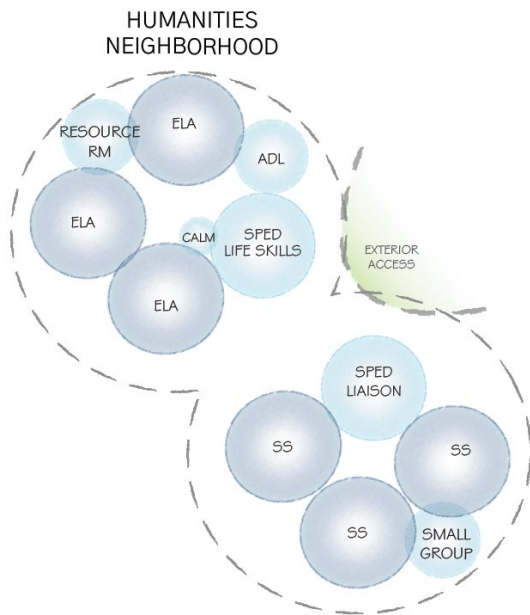 HUMANITIES
NEIGHBORHOOD
RESOURCE
RM
ELA
ADL
ELA
CALM
SPED
LIFE SKILLS
ELA
EXTERIOR
ACCESS
SPED
LIAISON
SS
SS
SS
SMALL
GROUP